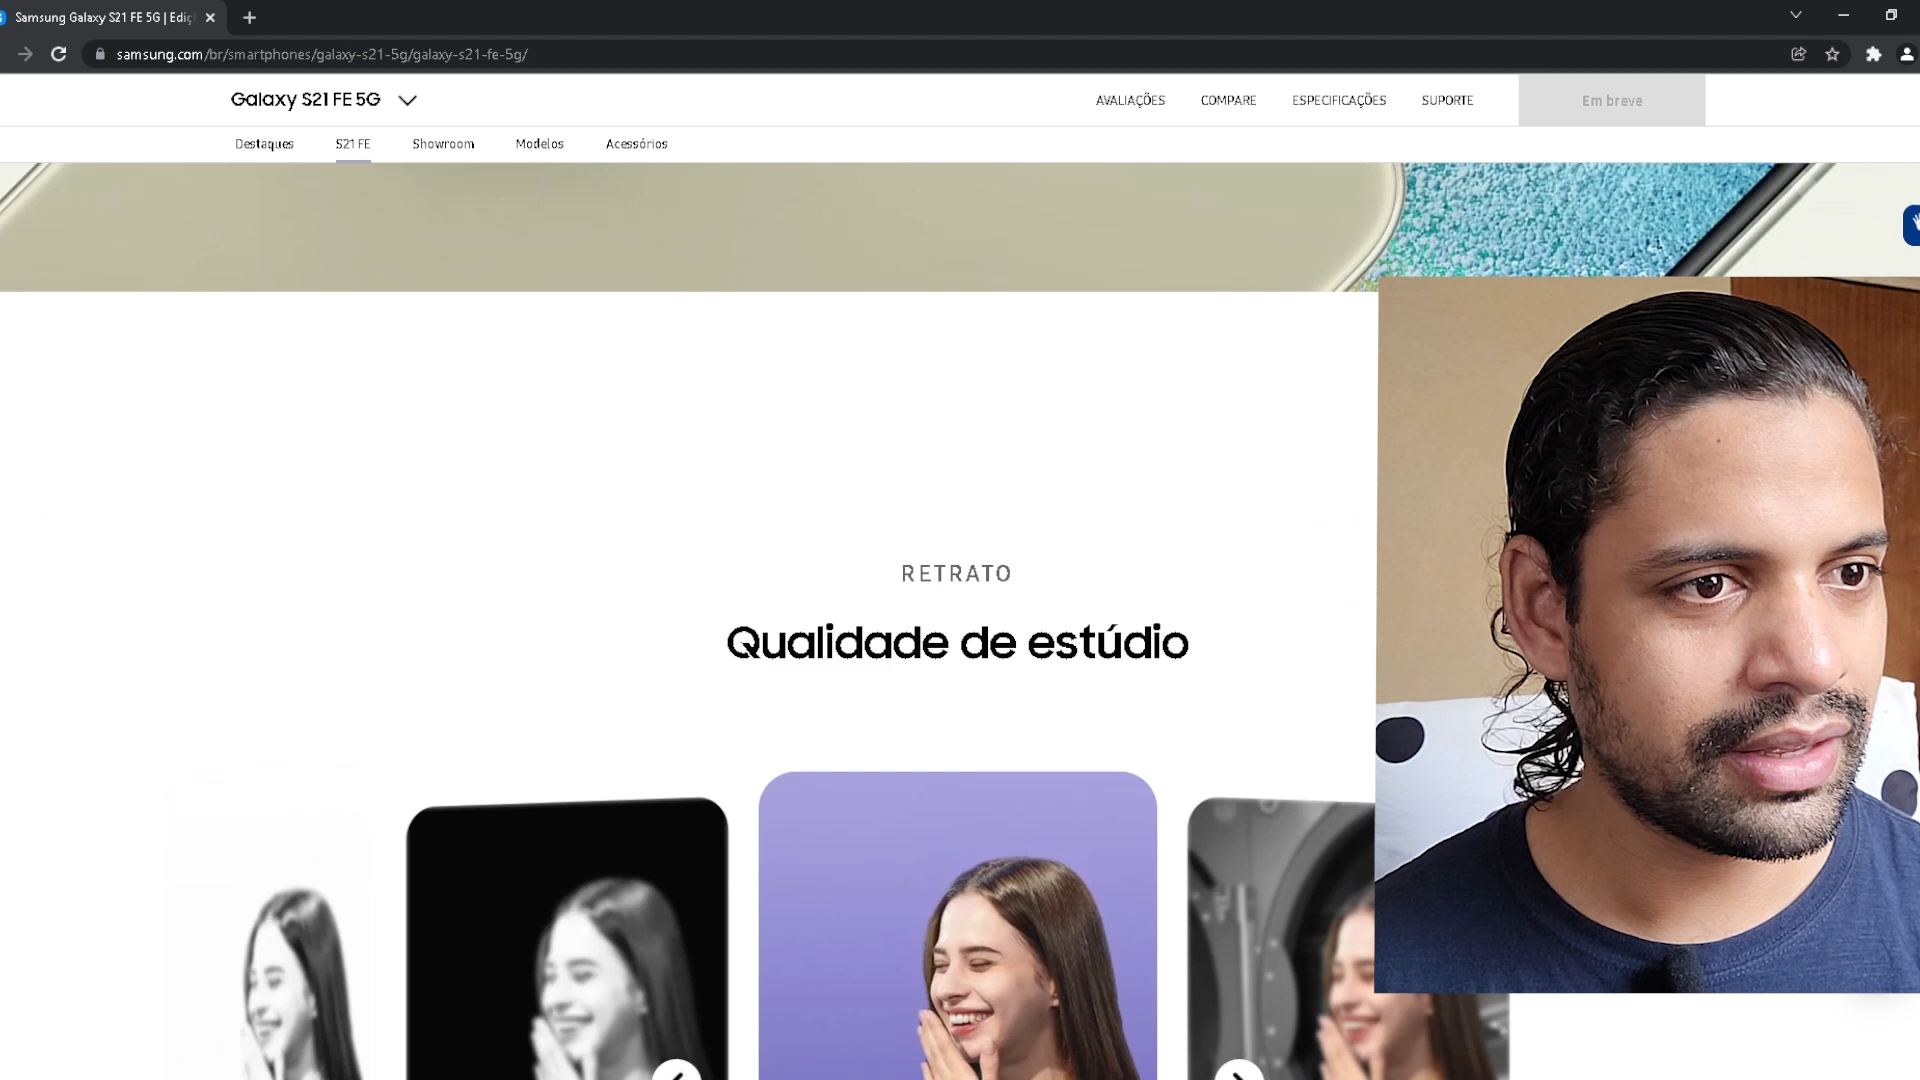 Samsung Galaxy S21 FE 5G | Ediç
samsung.com/br/smartphones/galaxy-s21-5g/galaxy-s21-fe-5g/
Galaxy S21 FE 5G
AVALIAÇÕES COMPARE ESPECIFICAÇÕES SUPORTE Em breve
Destaques S21 FE Showroom Modelos Acessórios
RETRATO
Qualidade de estúdio